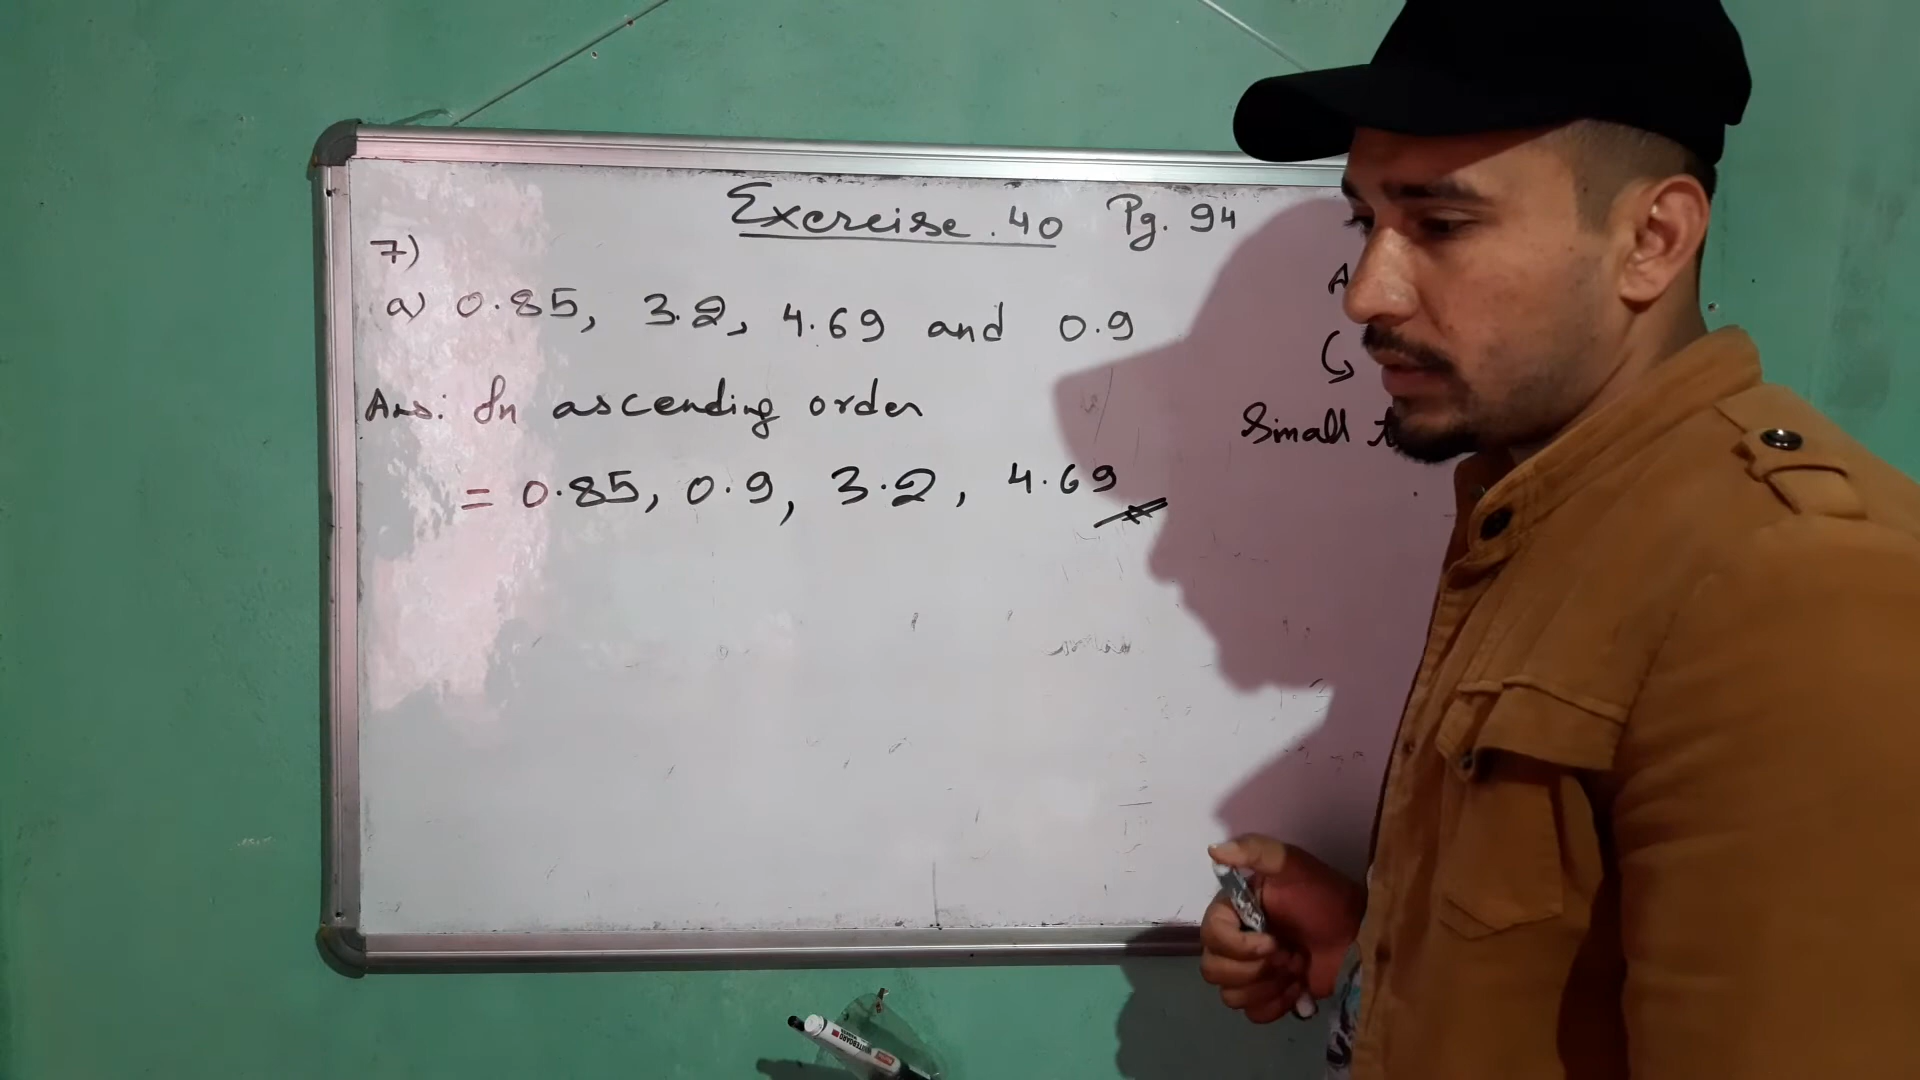 Exercise.40 Pg. 94
7)
a) 0.85, 3.2, 4.69 and 0.9
Ans: In ascending order
= 0.85, 0.9, 3.2, 4.69
A
Small
WHITEBOARD